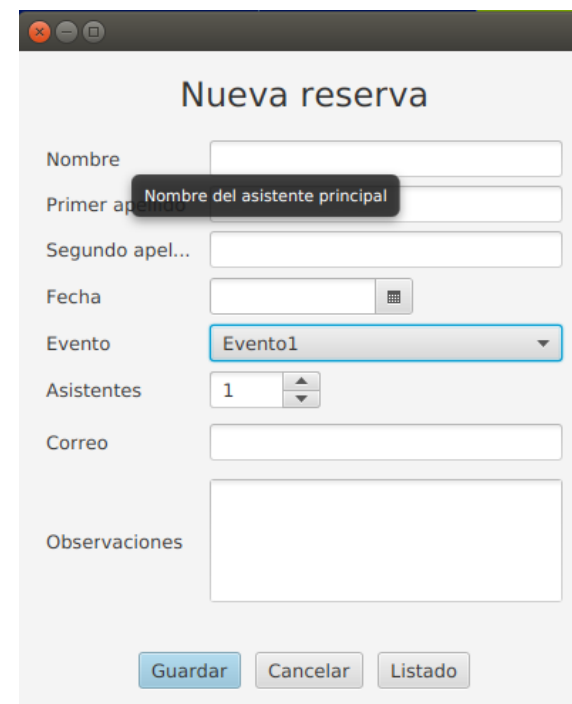 Nueva reserva
Nombre
Nombre del asistente principal
Primer apellido
Segundo apel...
Fecha
Evento Evento1
Asistentes 1
Correo
Observaciones
Guardar Cancelar Listado